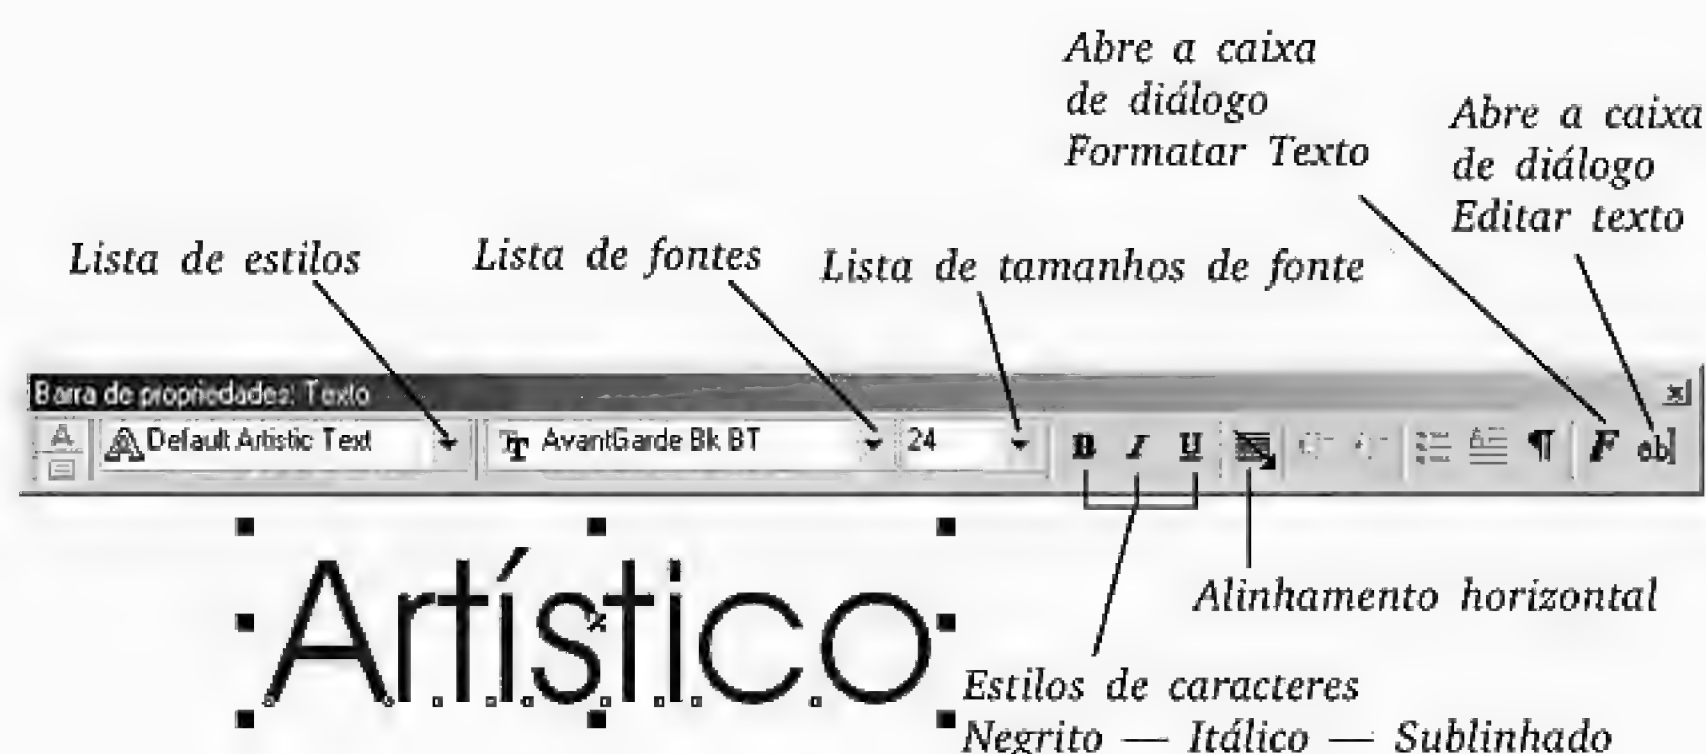 Abre a caixa
de diálogo
Formatar Texto
Abre a caixa
de diálogo
Editar texto
Lista de estilos
Lista de fontes
Lista de tamanhos de fonte
Barra de propriedades: Texto
A Default Artistic Text
AvantGarde Bk BT
24
B I U
¶
F
ab
Artístico
Alinhamento horizontal
Estilos de caracteres
Negrito — Itálico — Sublinhado